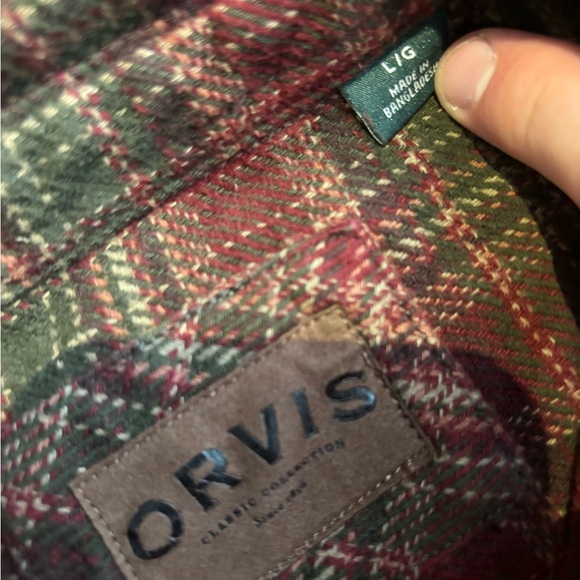 L/G
MADE IN
BANGLADESH
ORVIS
CLASSIC COLLECTION
Since 1856